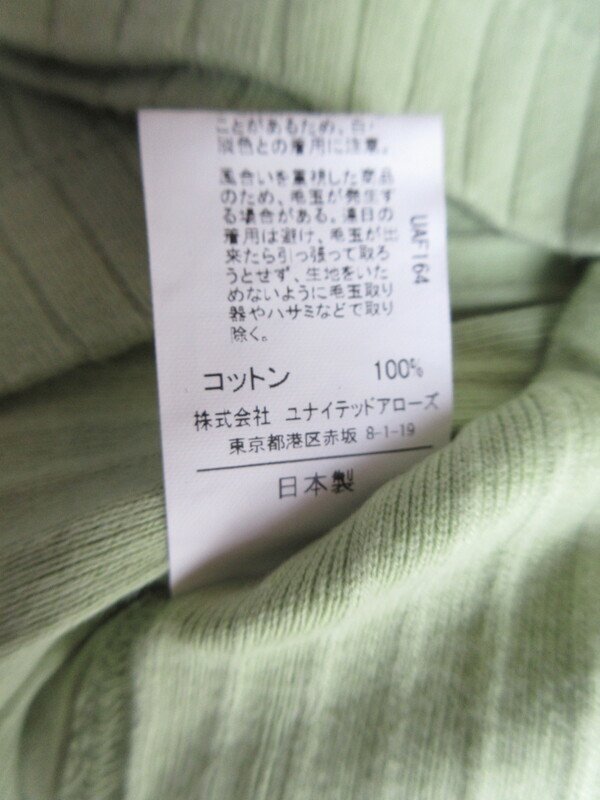 ことがあるため。白・
淡色との着用に注意。
風合いを重視した商品
のため、毛玉が発生す
る場合がある。連日の
着用は避け、毛玉が出
来たら引っ張って取ろ
うとせず、生地をいた
めないように毛玉取り
器やハサミなどで取り
除く。
UAF164
コットン 100%
株式会社 ユナイテッドアローズ
東京都港区赤坂 8-1-19
日本製